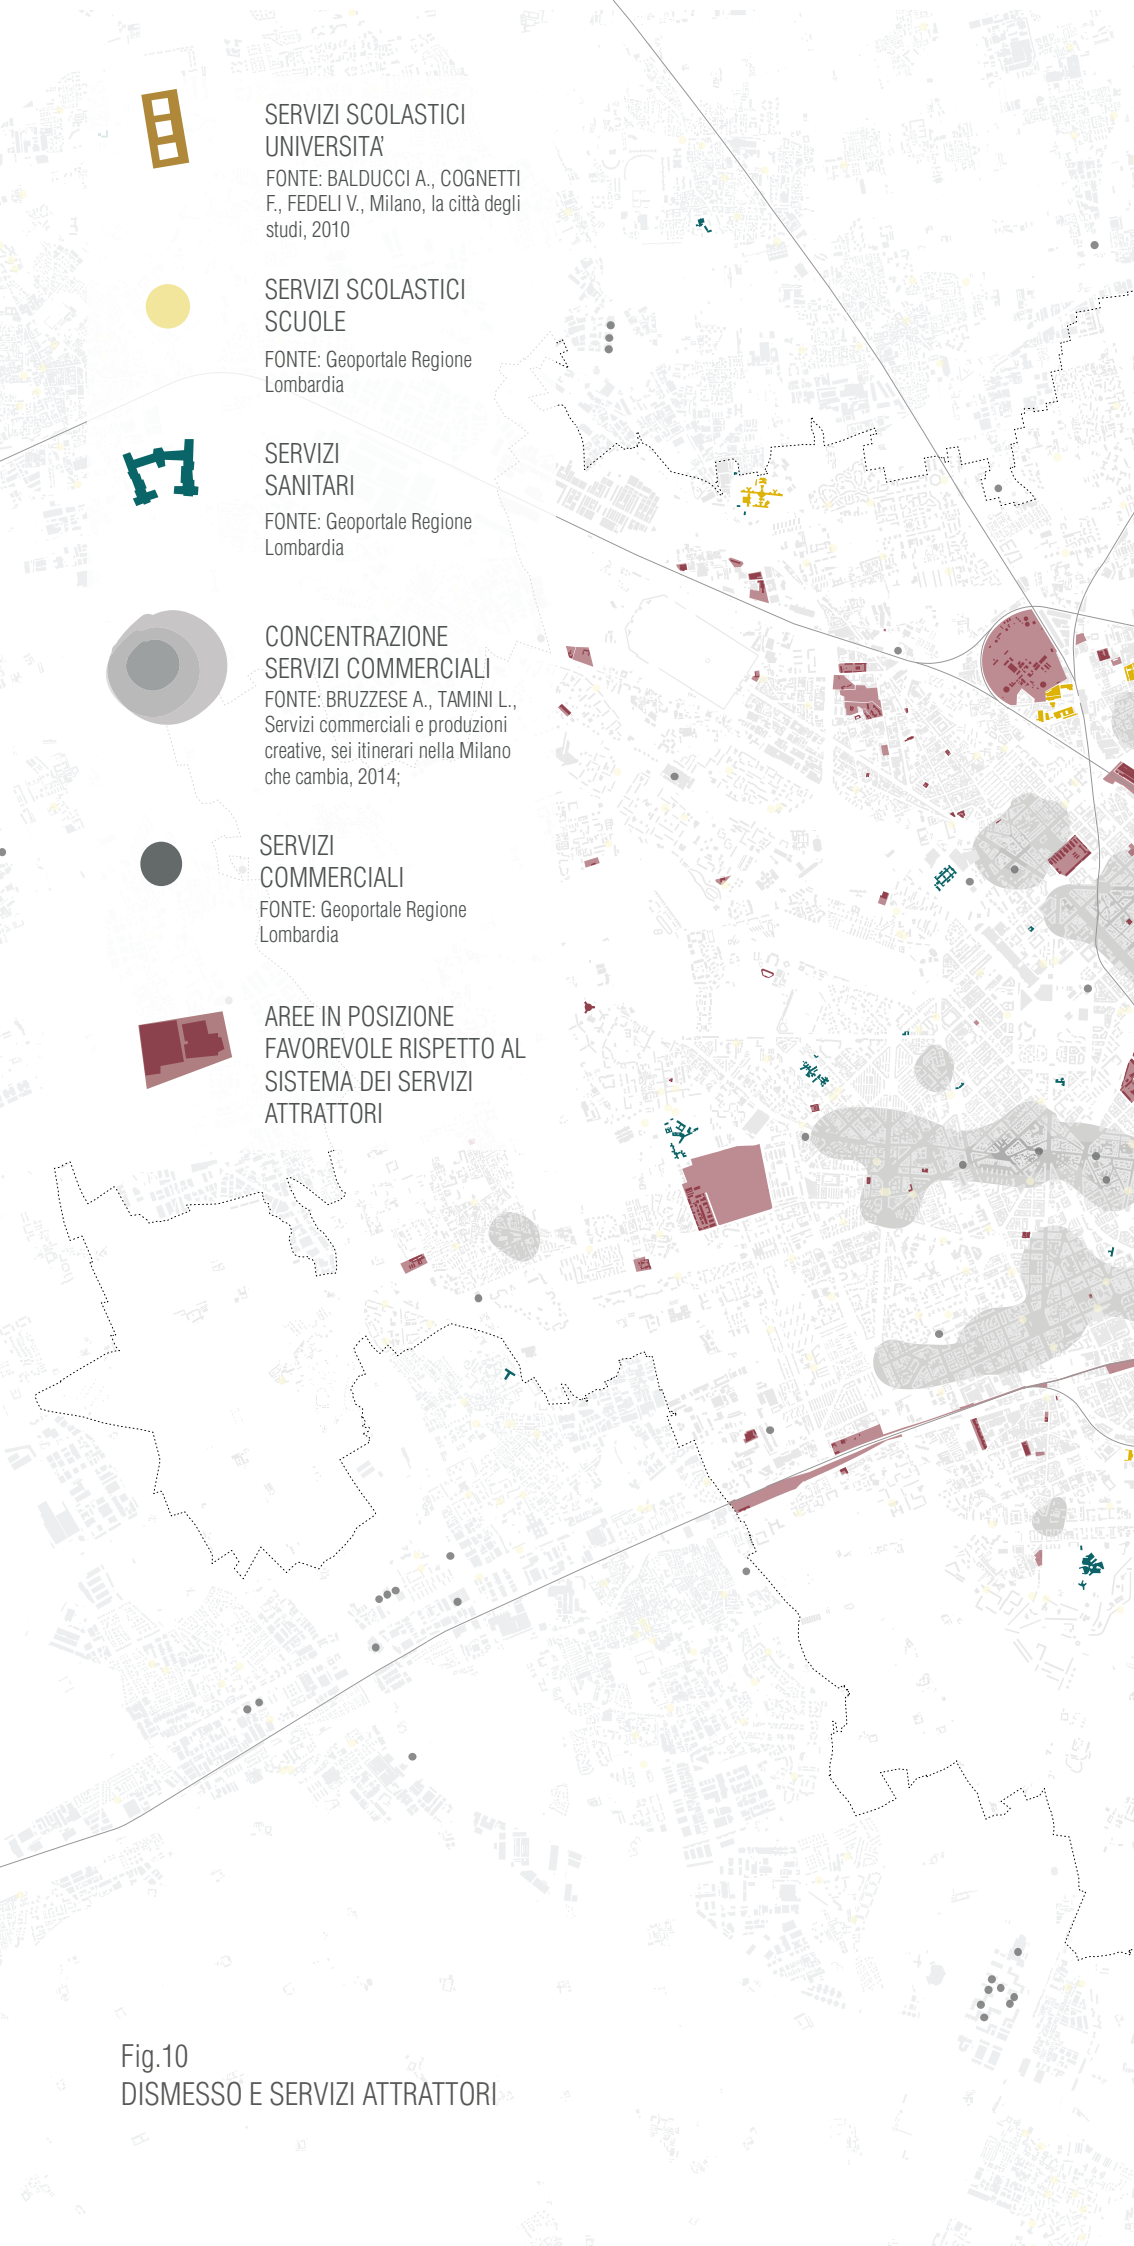 SERVIZI SCOLASTICI
UNIVERSITA'
FONTE: BALDUCCI A., COGNETTI
F., FEDELI V., Milano, la città degli
studi, 2010
SERVIZI SCOLASTICI
SCUOLE
FONTE: Geoportale Regione
Lombardia
SERVIZI
SANITARI
FONTE: Geoportale Regione
Lombardia
CONCENTRAZIONE
SERVIZI COMMERCIALI
FONTE: BRUZZESE A., TAMINI L.,
Servizi commerciali e produzioni
creative, sei itinerari nella Milano
che cambia, 2014;
SERVIZI
COMMERCIALI
FONTE: Geoportale Regione
Lombardia
AREE IN POSIZIONE
FAVOREVOLE RISPETTO AL
SISTEMA DEI SERVIZI
ATTRATTORI
Fig.10
DISMESSO E SERVIZI ATTRATTORI